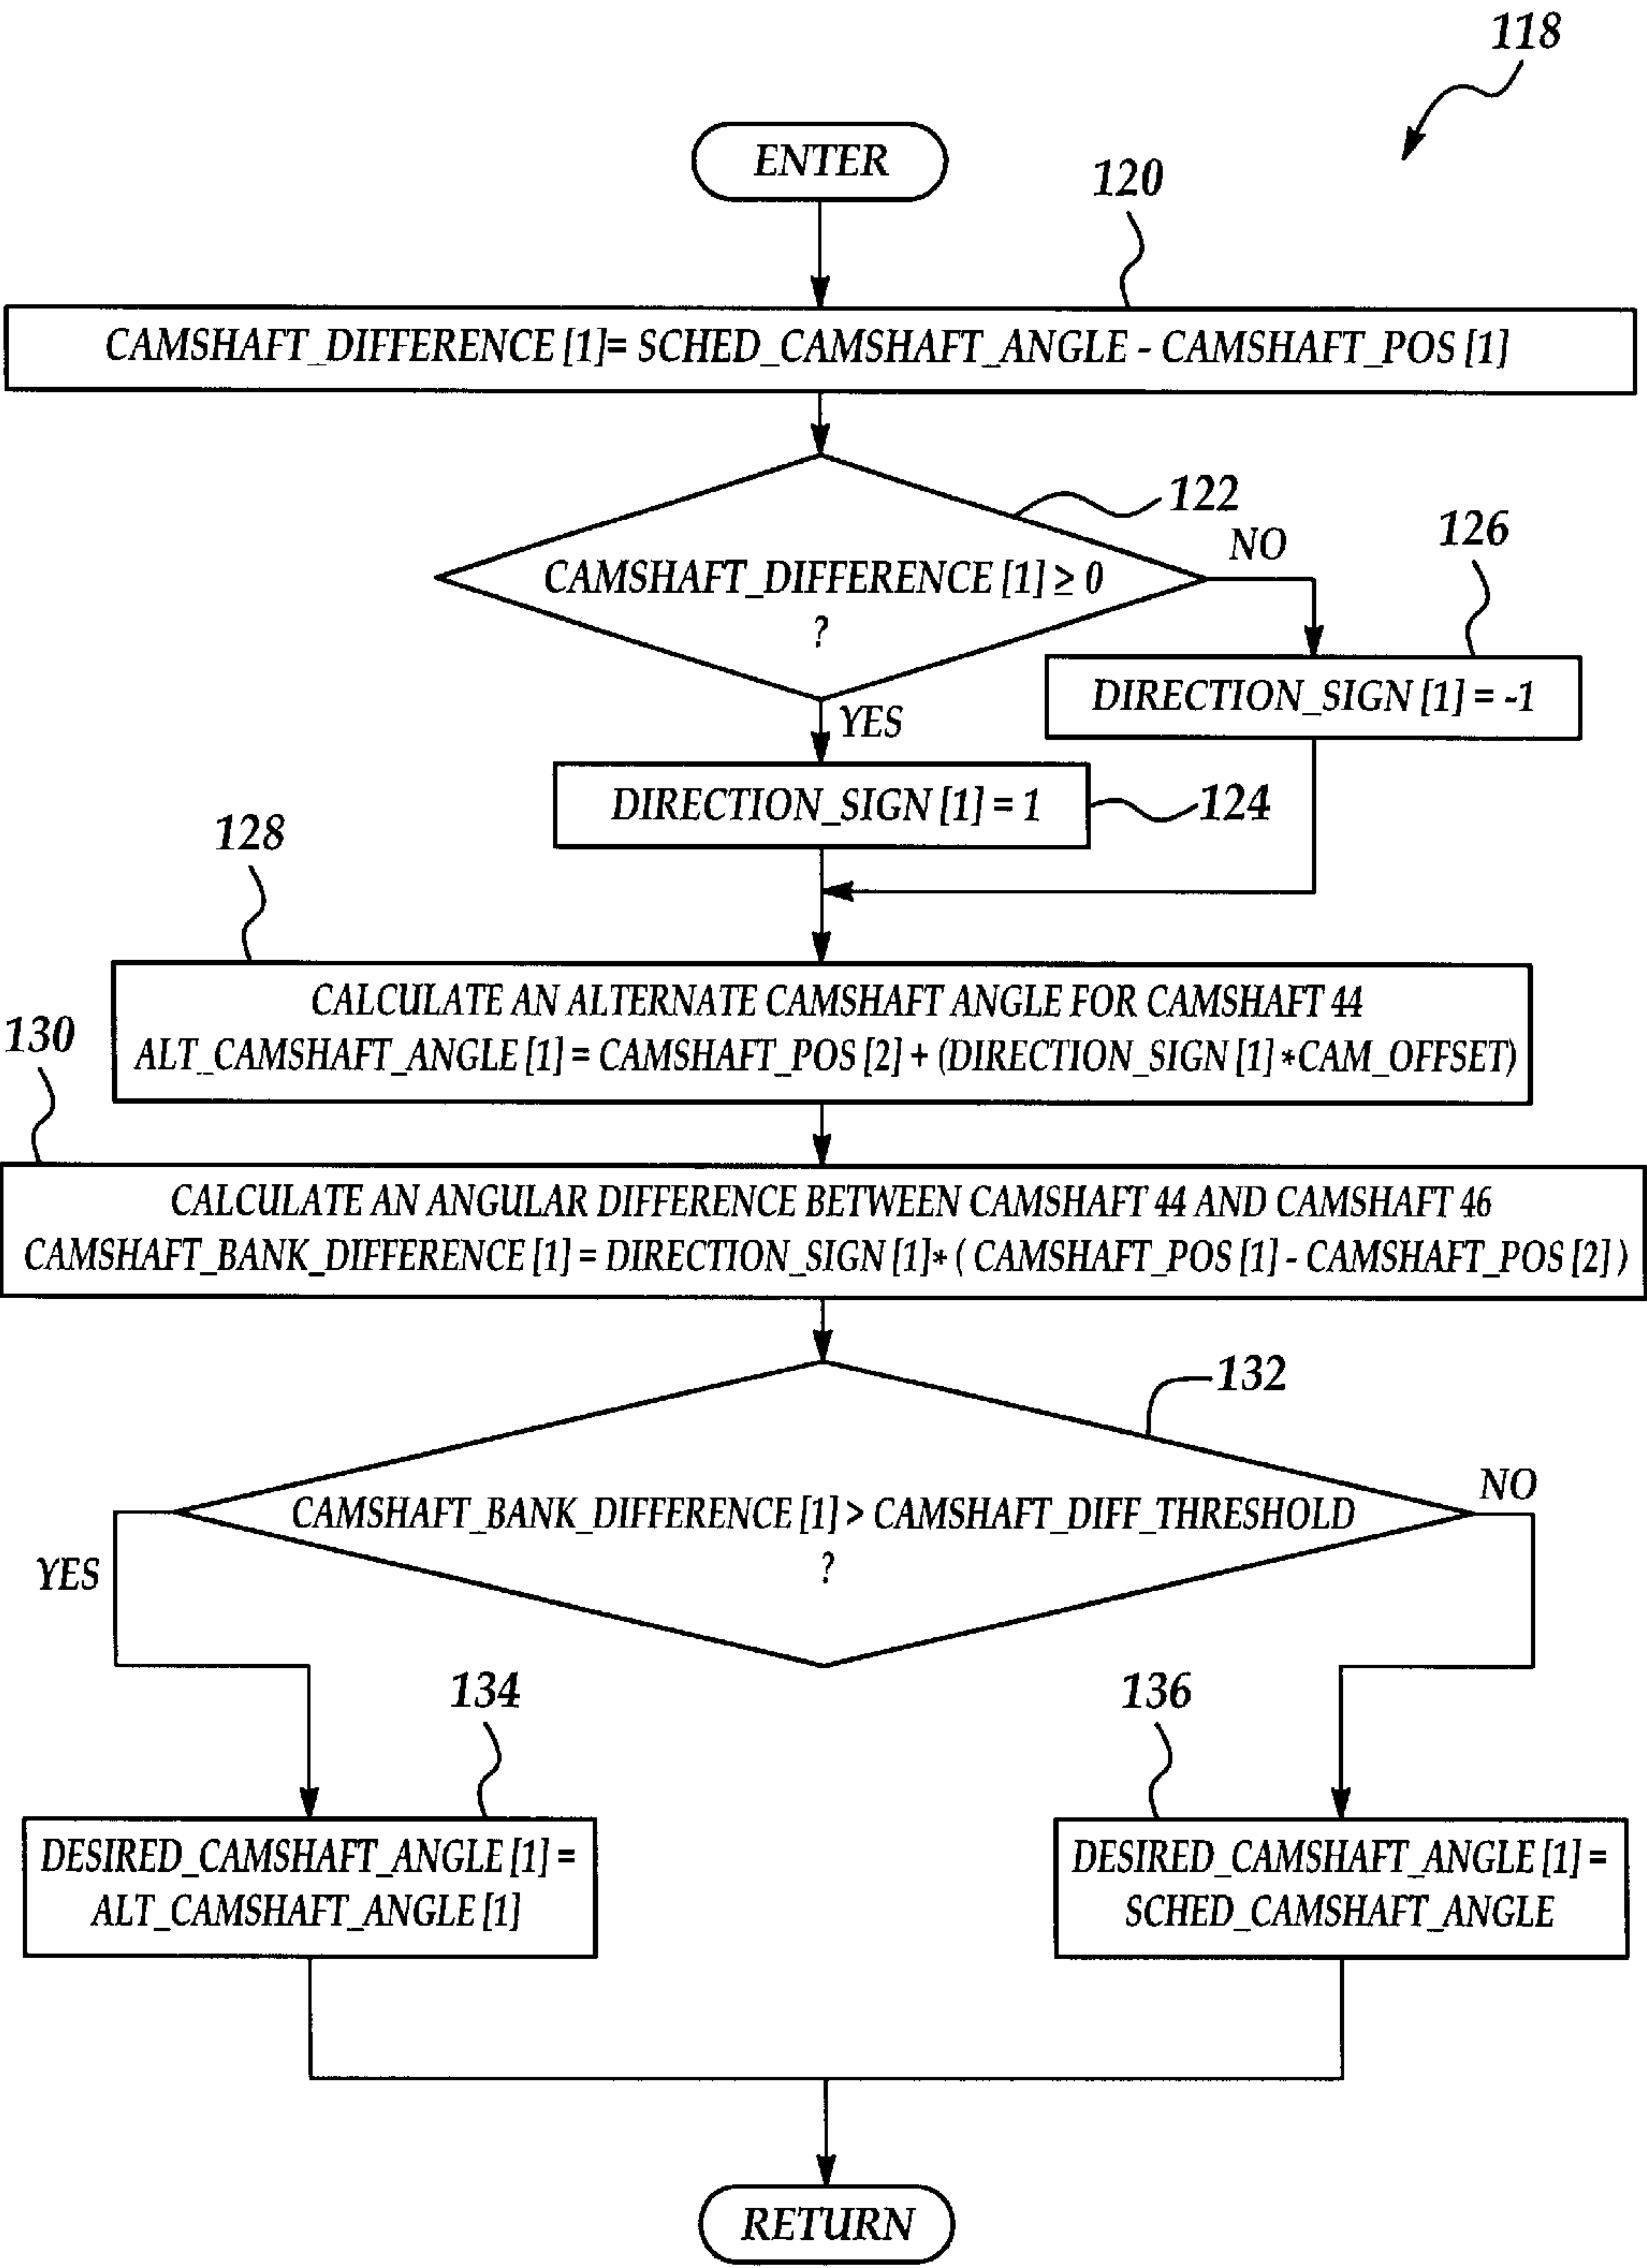 118
ENTER
120
CAMSHAFT_DIFFERENCE [1]= SCHED_CAMSHAFT_ANGLE - CAMSHAFT_POS [1]
122
NO
126
CAMSHAFT_DIFFERENCE [1] ≥ 0
?
DIRECTION_SIGN [1] = -1
YES
DIRECTION_SIGN [1] = 1
124
128
CALCULATE AN ALTERNATE CAMSHAFT ANGLE FOR CAMSHAFT 44
ALT_CAMSHAFT_ANGLE [1] = CAMSHAFT_POS [2] + (DIRECTION_SIGN [1] *CAM_OFFSET)
130
CALCULATE AN ANGULAR DIFFERENCE BETWEEN CAMSHAFT 44 AND CAMSHAFT 46
CAMSHAFT_BANK_DIFFERENCE [1] = DIRECTION_SIGN [1]* ( CAMSHAFT_POS [1] - CAMSHAFT_POS [2] )
132
NO
CAMSHAFT_BANK_DIFFERENCE [1] > CAMSHAFT_DIFF_THRESHOLD
?
YES
134
136
DESIRED_CAMSHAFT_ANGLE [1] =
ALT_CAMSHAFT_ANGLE [1]
DESIRED_CAMSHAFT_ANGLE [1] =
SCHED_CAMSHAFT_ANGLE
RETURN